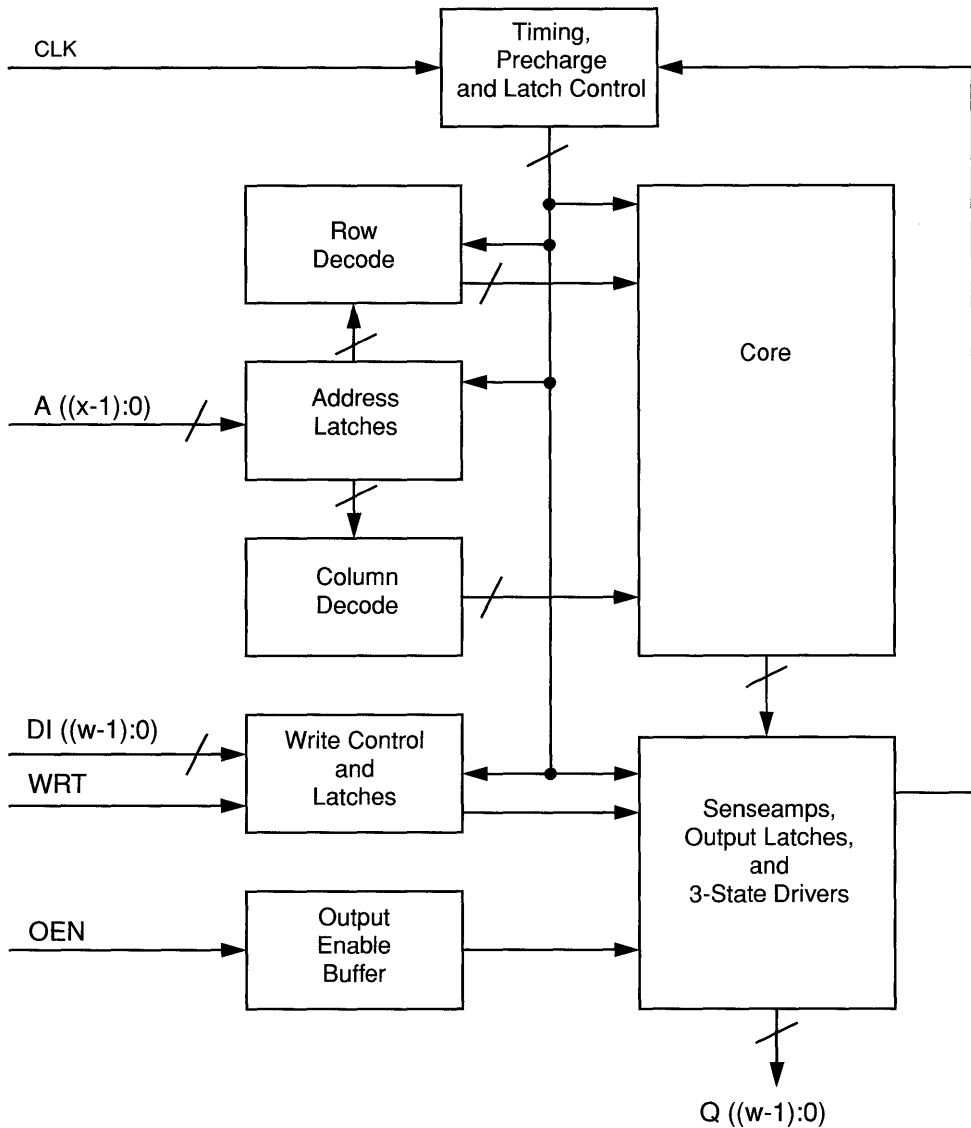 Timing,
Precharge
and Latch Control
CLK
Row
Decode
Core
Address
Latches
A ((x-1):0)
Column
Decode
DI ((w-1):0)
WRT
Write Control
and
Latches
Senseamps,
Output Latches,
and
3-State Drivers
OEN
Output
Enable
Buffer
Q ((w-1):0)